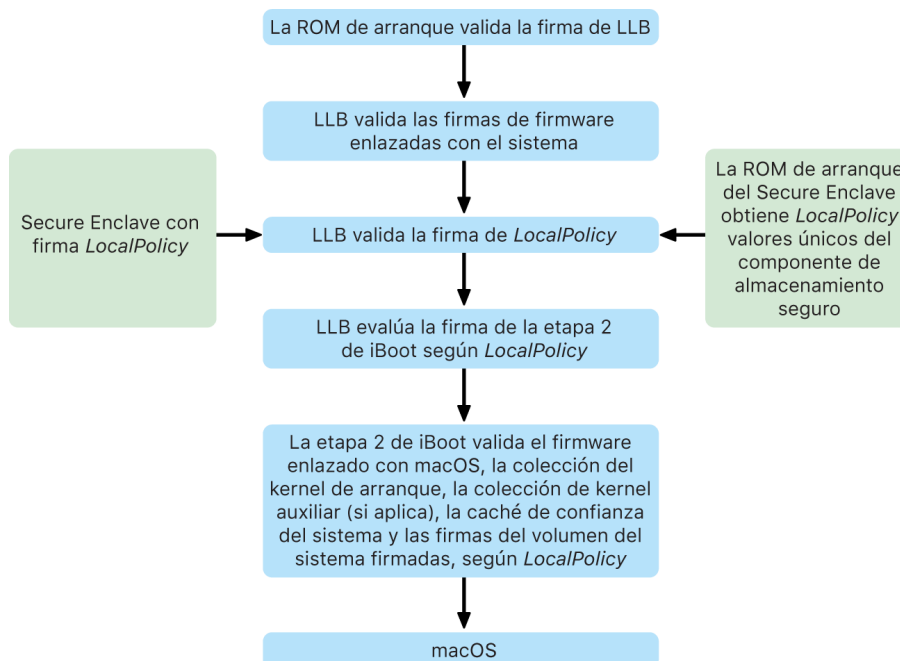 La ROM de arranque valida la firma de LLB
LLB valida las firmas de firmware
enlazadas con el sistema
Secure Enclave con
firma LocalPolicy
LLB valida la firma de LocalPolicy
La ROM de arranque
del Secure Enclave
obtiene LocalPolicy
valores únicos del
componente de
almacenamiento
seguro
LLB evalúa la firma de la etapa 2
de iBoot según LocalPolicy
La etapa 2 de iBoot valida el firmware
enlazado con macOS, la colección del
kernel de arranque, la colección de kernel
auxiliar (si aplica), la caché de confianza
del sistema y las firmas del volumen del
sistema firmadas, según LocalPolicy
macOS